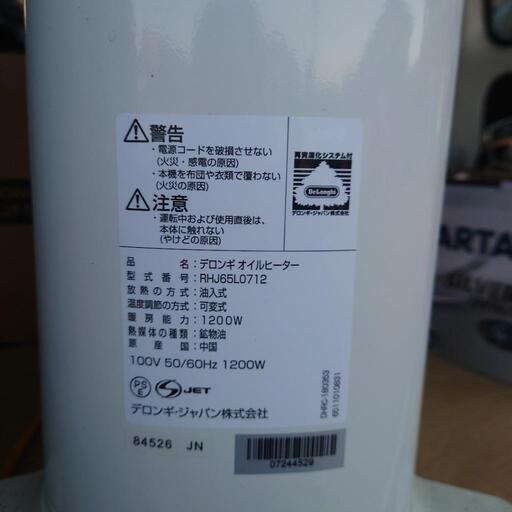 警告
・電源コードを破損させない
(火災・感電の原因)
・本機を布団や衣類で覆わない
(火災の原因)
注意
・運転中および使用直後は、
本体に触れない
(やけどの原因)
再資源化システム付
DeLonghi
デロンギ・ジャパン株式会社
品 名：デロンギ オイルヒーター
型式番号：RHJ65L0712
放熱の方式：油入式
温度調節の方式：可変式
暖房能力：1200W
熱媒体の種類：鉱物油
原産国：中国
100V 50/60Hz 1200W
PS
E
S JET
デロンギ・ジャパン株式会社
DHRC-180353
6511010831
84526 JN
07244529
ARTA